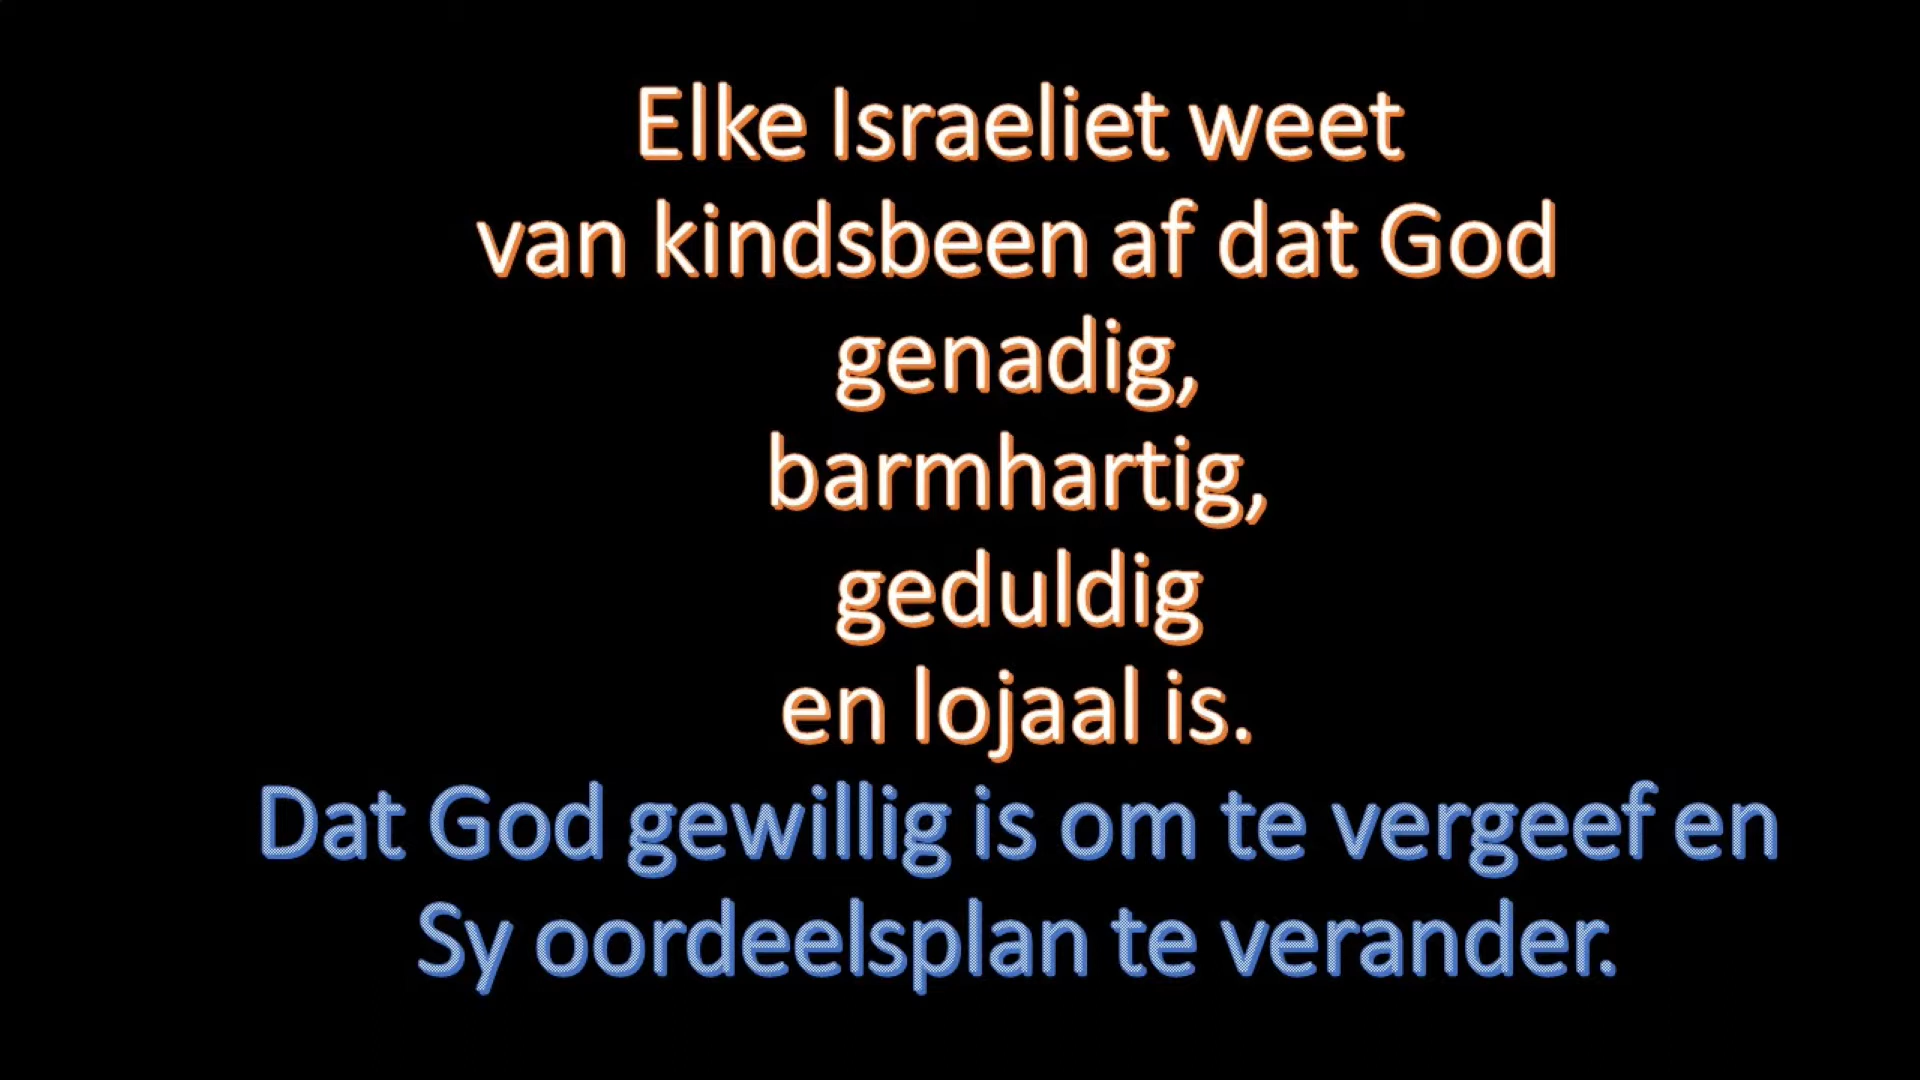 Elke Israeliet weet
van kindsbeen af dat God
genadig,
barmhartig,
geduldig
en lojaal is.
Dat God gewillig is om te vergeef en
Sy oordeelsplan te verander.